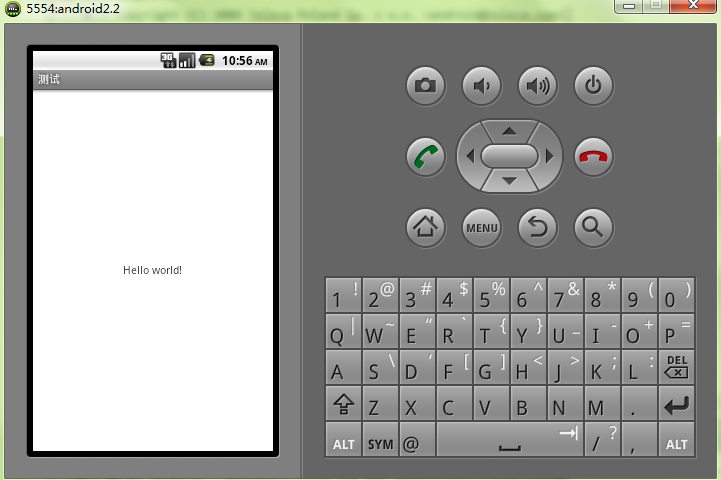 5554:android2.2
3G
10:56 AM
测试
Hello world!
MENU
1 ! 2 @ 3 # 4 $ 5 % 6 ^ 7 & 8 * 9 ( 0 )
Q | W ~ E “ R ` T { Y } U _ I - O + P =
A S \ D ‘ F [ G ] H < J > K ; L : DEL
Z X C V B N M .
ALT SYM @ / ? , ALT